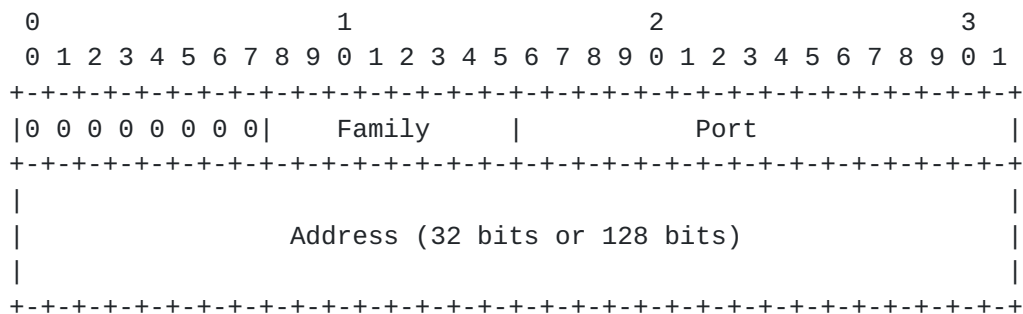 0                   1                   2                   3
 0 1 2 3 4 5 6 7 8 9 0 1 2 3 4 5 6 7 8 9 0 1 2 3 4 5 6 7 8 9 0 1
+-+-+-+-+-+-+-+-+-+-+-+-+-+-+-+-+-+-+-+-+-+-+-+-+-+-+-+-+-+-+-+-+
|0 0 0 0 0 0 0 0|    Family     |           Port                |
+-+-+-+-+-+-+-+-+-+-+-+-+-+-+-+-+-+-+-+-+-+-+-+-+-+-+-+-+-+-+-+-+
|                                                               |
|                 Address (32 bits or 128 bits)                 |
|                                                               |
+-+-+-+-+-+-+-+-+-+-+-+-+-+-+-+-+-+-+-+-+-+-+-+-+-+-+-+-+-+-+-+-+